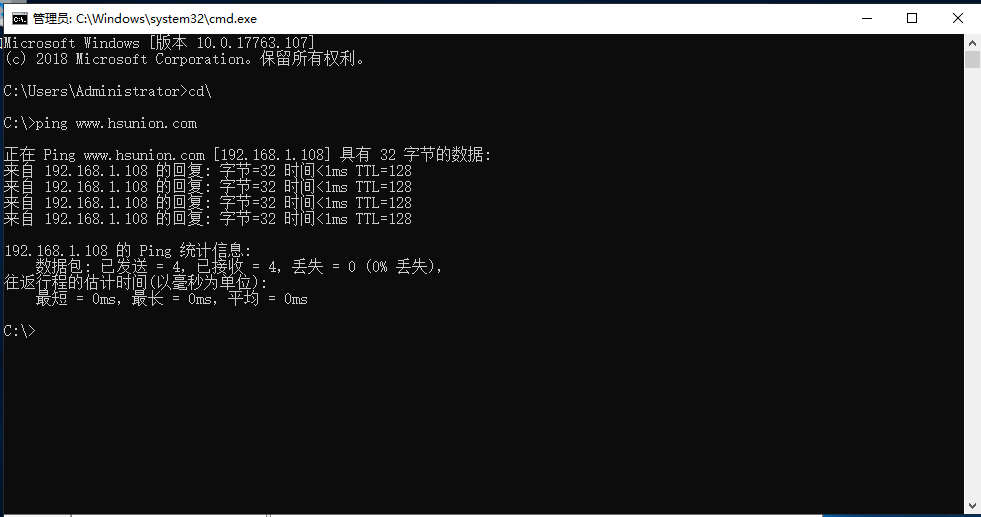 管理员: C:\Windows\system32\cmd.exe
Microsoft Windows [版本 10.0.17763.107]
(c) 2018 Microsoft Corporation。保留所有权利。
C:\Users\Administrator>cd\
C:\>ping www.hsunion.com
正在 Ping www.hsunion.com [192.168.1.108] 具有 32 字节的数据:
来自 192.168.1.108 的回复: 字节=32 时间<1ms TTL=128
来自 192.168.1.108 的回复: 字节=32 时间<1ms TTL=128
来自 192.168.1.108 的回复: 字节=32 时间<1ms TTL=128
来自 192.168.1.108 的回复: 字节=32 时间<1ms TTL=128
192.168.1.108 的 Ping 统计信息:
数据包: 已发送 = 4, 已接收 = 4, 丢失 = 0 (0% 丢失),
往返行程的估计时间(以毫秒为单位):
最短 = 0ms, 最长 = 0ms, 平均 = 0ms
C:\>